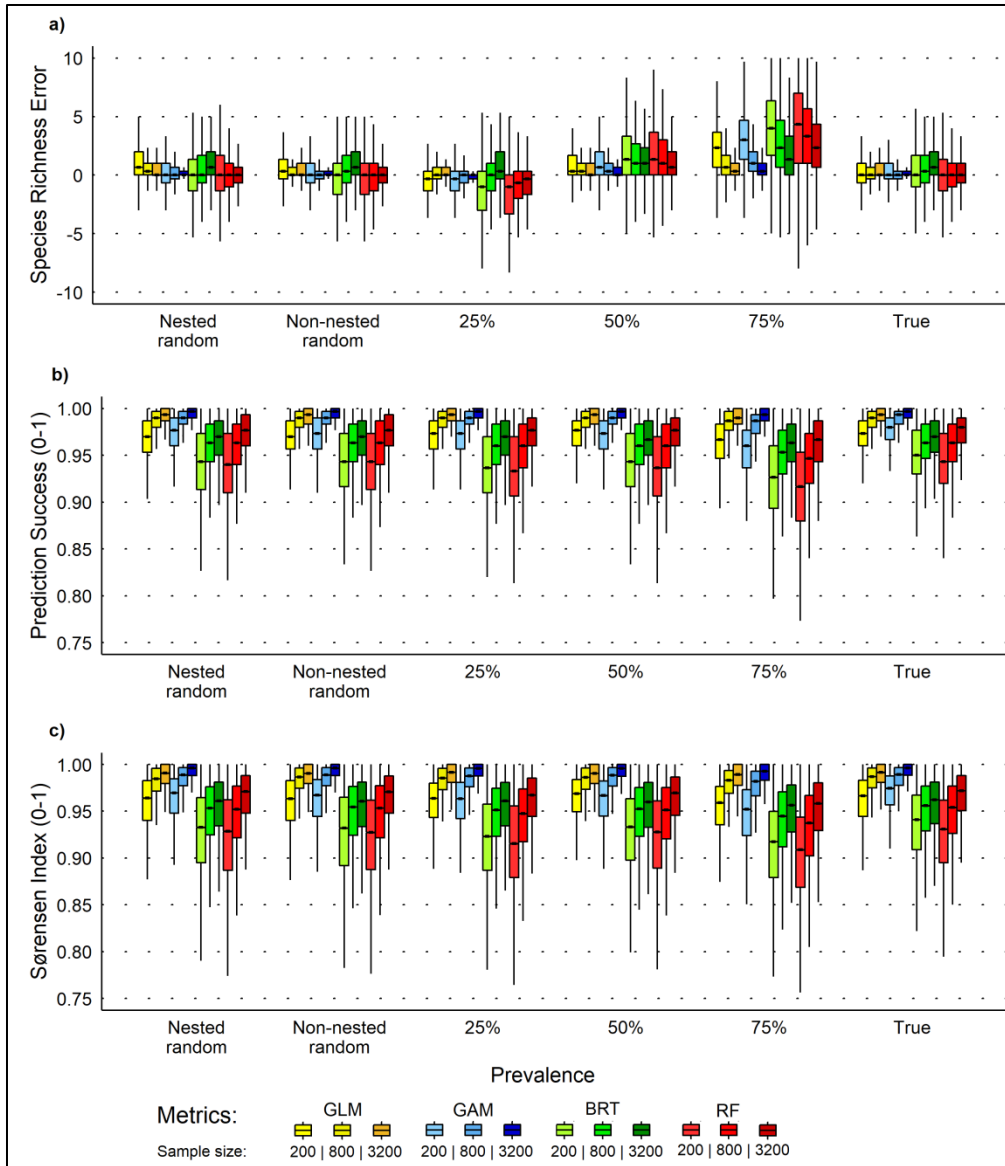 a)
10
5
0
-5
-10
Species Richness Error
Nested random
Non-nested random
25%
50%
75%
True
b)
1.00
0.95
0.90
0.85
0.80
0.75
Prediction Success (0-1)
Nested random
Non-nested random
25%
50%
75%
True
c)
1.00
0.95
0.90
0.85
0.80
0.75
Sørensen Index (0-1)
Nested random
Non-nested random
25%
50%
75%
True
Prevalence
Metrics: GLM GAM BRT RF
Sample size: 200 | 800 | 3200 200 | 800 | 3200 200 | 800 | 3200 200 | 800 | 3200